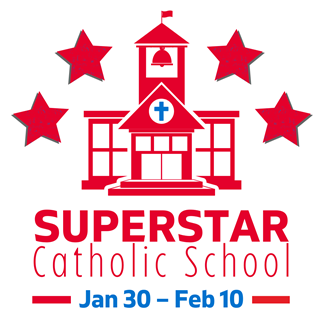 SUPERSTAR
Catholic School
Jan 30 – Feb 10